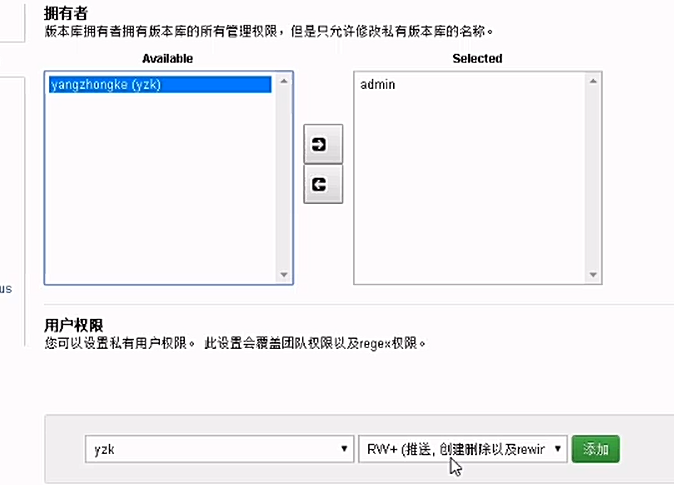 拥有者
版本库拥有者拥有版本库的所有管理权限，但是只允许修改私有版本库的名称。
Available
Selected
yangzhongke (yzk)
admin
us
用户权限
您可以设置私有用户权限。 此设置会覆盖团队权限以及regex权限。
yzk
RW+ (推送, 创建删除以及rewir
添加